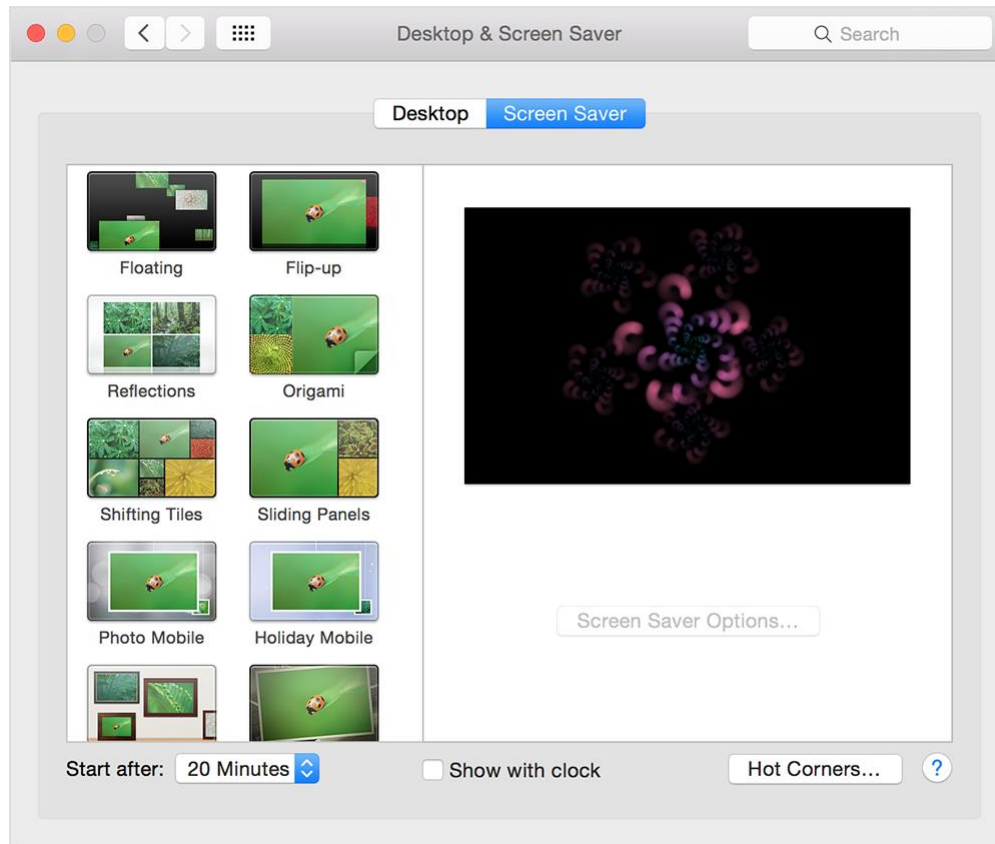 Desktop & Screen Saver
Search
Desktop
Screen Saver
Floating
Flip-up
Reflections
Origami
Shifting Tiles
Sliding Panels
Photo Mobile
Holiday Mobile
Screen Saver Options...
Start after: 20 Minutes
Show with clock
Hot Corners...
?